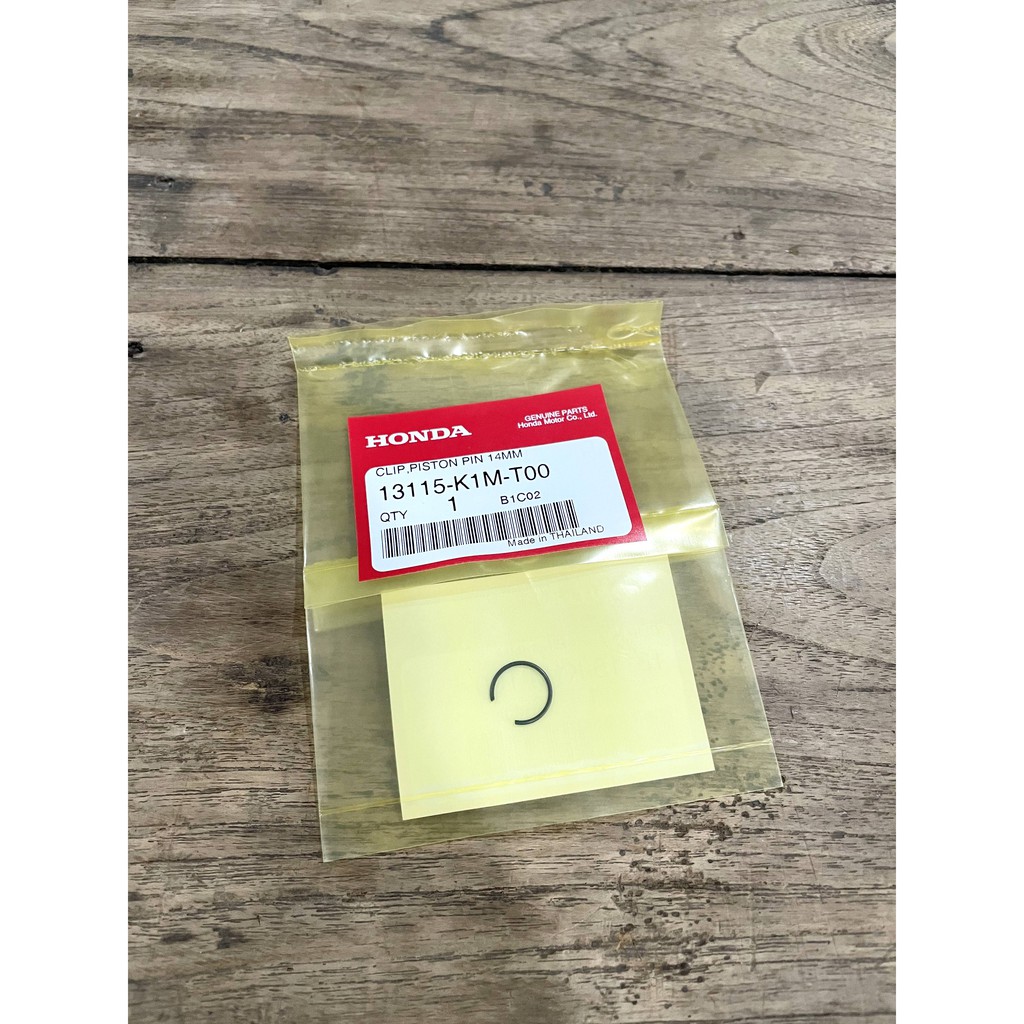 HONDA
GENUINE PARTS
Honda Motor Co., Ltd.
CLIP,PISTON PIN 14MM
13115-K1M-T00
QTY 1 B1C02
Made in THAILAND